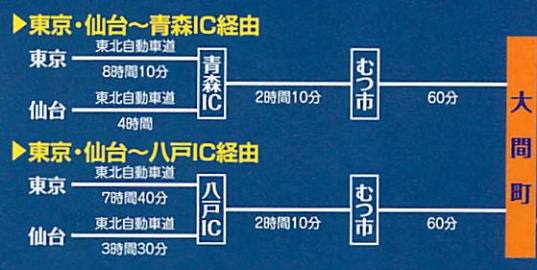 ▶東京・仙台〜青森IC経由
東京 東北自動車道 8時間10分
仙台 東北自動車道 4時間
青森IC
2時間10分
むつ市
60分
▶東京・仙台〜八戸IC経由
東京 東北自動車道 7時間40分
仙台 東北自動車道 3時間30分
八戸IC
2時間10分
むつ市
60分
大間町